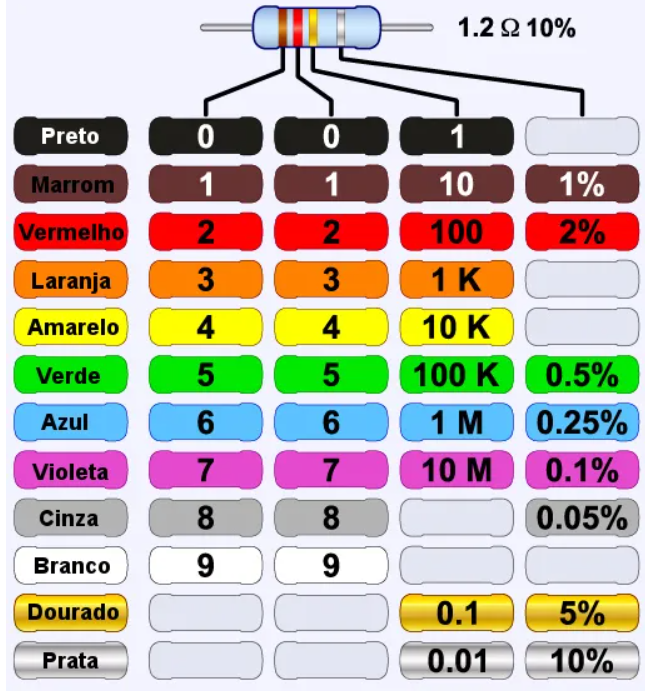 1.2 Ω 10%
Preto 0 0 1
Marrom 1 1 10 1%
Vermelho 2 2 100 2%
Laranja 3 3 1 K
Amarelo 4 4 10 K
Verde 5 5 100 K 0.5%
Azul 6 6 1 M 0.25%
Violeta 7 7 10 M 0.1%
Cinza 8 8 0.05%
Branco 9 9
Dourado 0.1 5%
Prata 0.01 10%